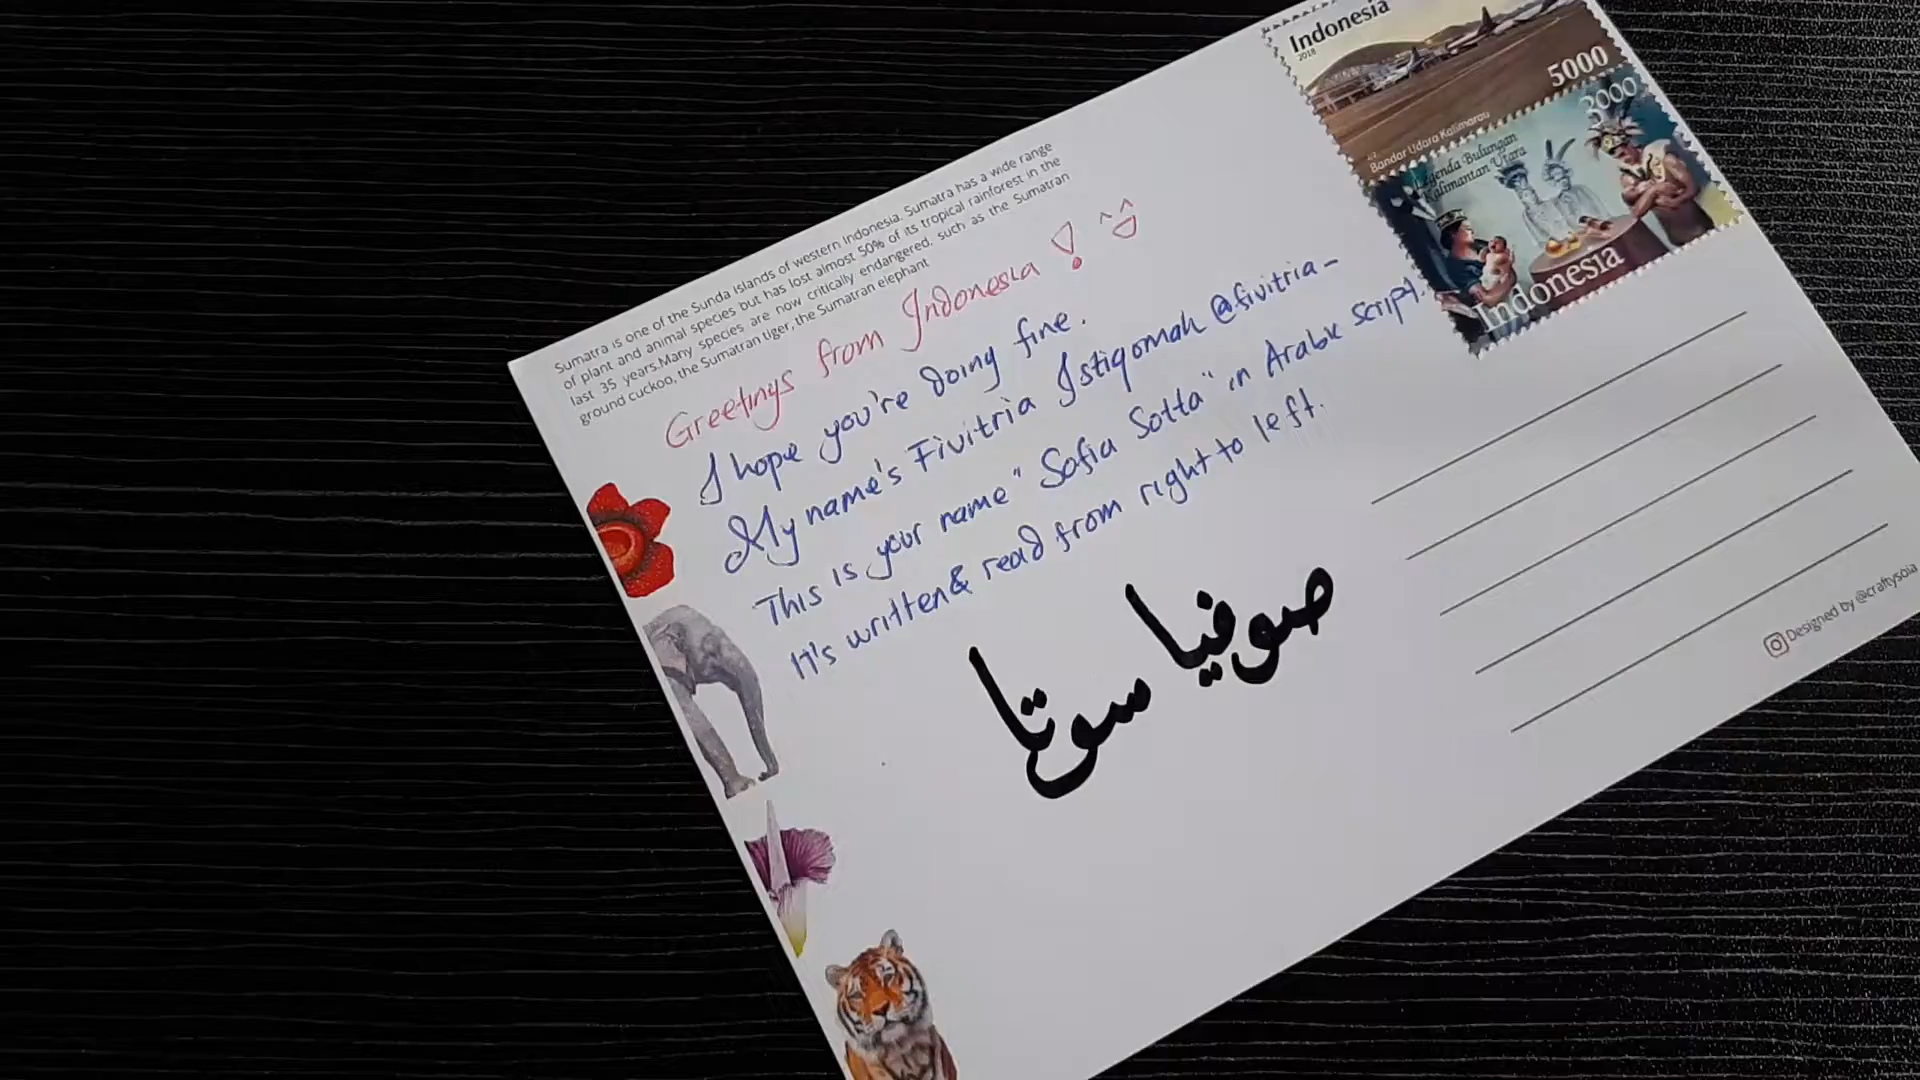 Sumatra is one of the Sunda Islands of western Indonesia. Sumatra has a wide range
of plant and animal species but has lost almost 50% of its tropical rainforest in the
last 35 years.Many species are now critically endangered. such as the Sumatran
ground cuckoo, the Sumatran tiger, the Sumatran elephant
Greetings from Indonesia!
I hope you're doing fine.
My name's Fivitria Istiqomah @fivitria-
This is your name "Sofia Sotta" in Arabic script.
It's written & read from right to left.
صوفيا سوتا
Indonesia
2018
5000
Bandar Udara Kalimarau
2000
Legenda Bulungan
Kalimantan Utara
Indonesia
Designed by @craftysoia